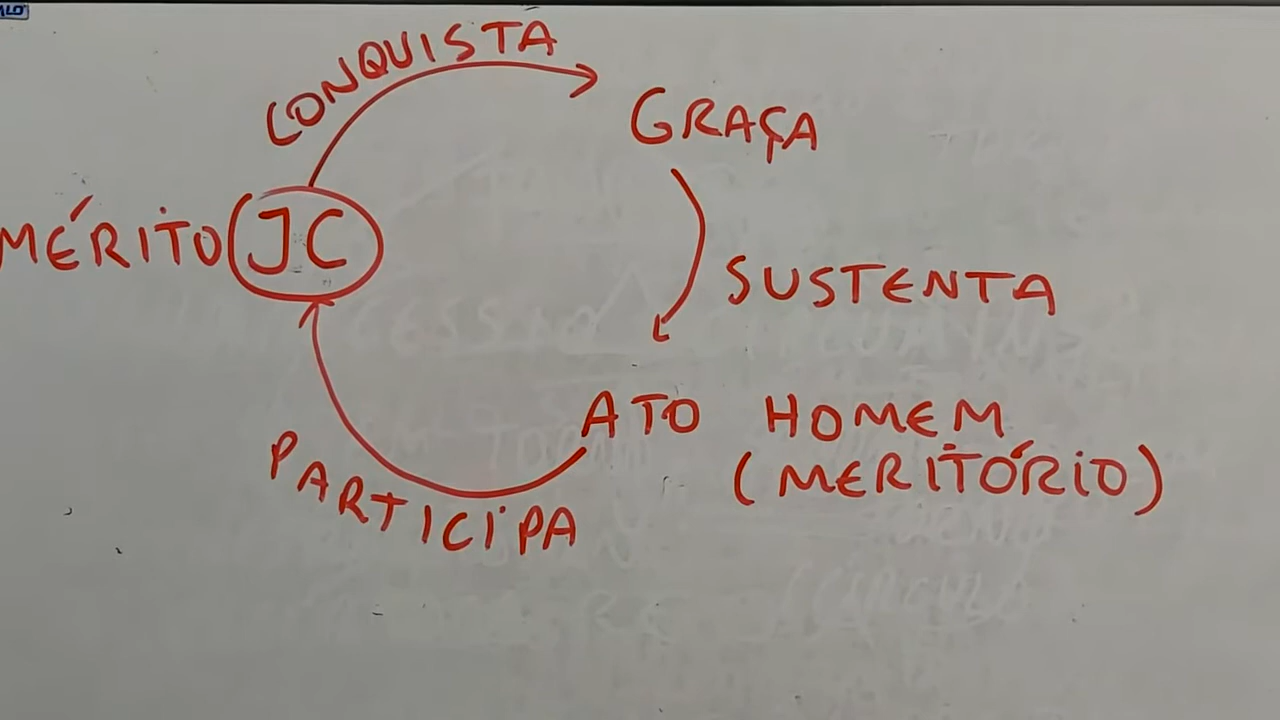 CONQUISTA
GRAÇA
MÉRITO JC
SUSTENTA
ATO HOMEM
(MERITÓRIO)
PARTICIPA